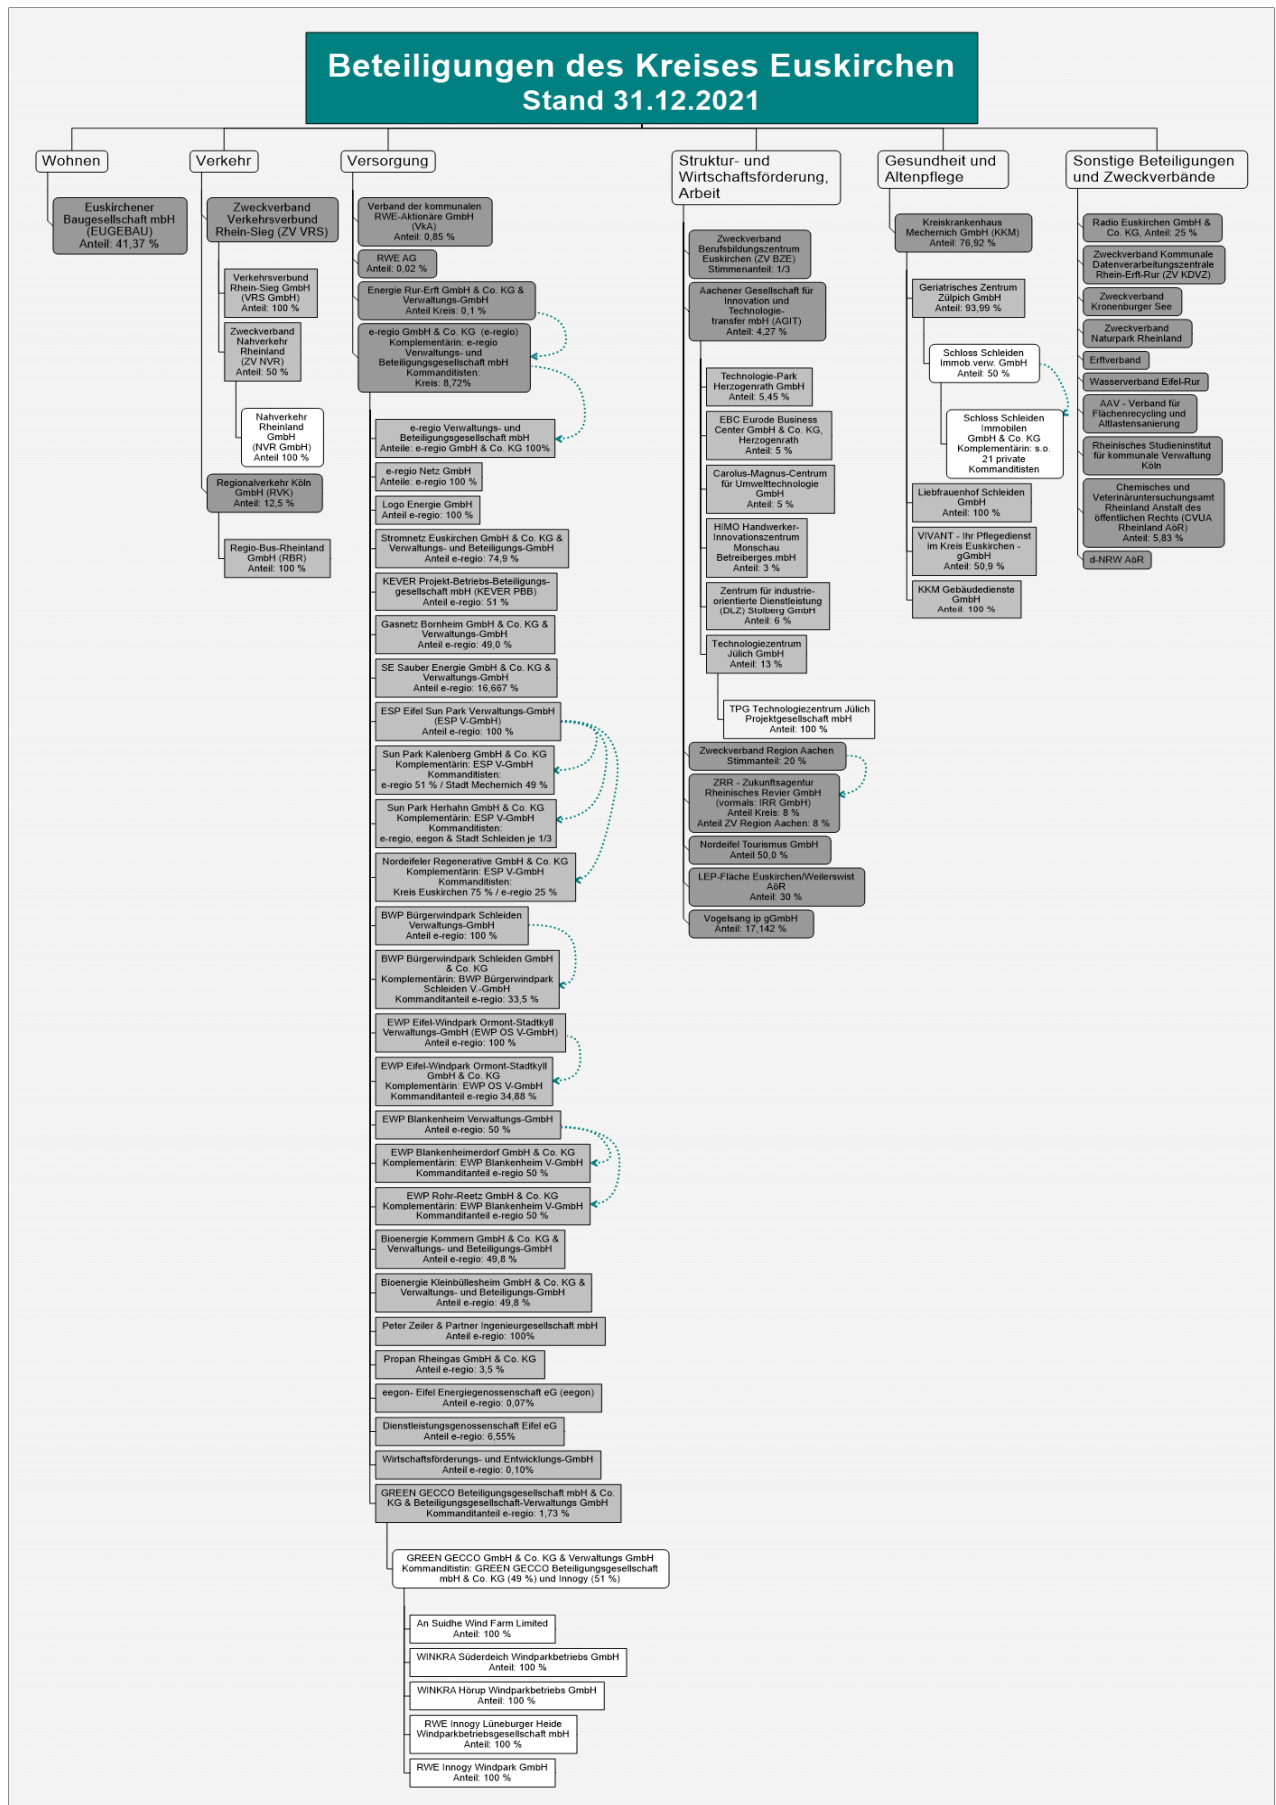 Beteiligungen des Kreises Euskirchen
Stand 31.12.2021
Wohnen
Euskirchener
Baugesellschaft mbH
(EUGEBAU)
Anteil: 41,37 %
Verkehr
Zweckverband
Verkehrsverbund
Rhein-Sieg (ZV VRS)
Verkehrsverbund
Rhein-Sieg GmbH
(VRS GmbH)
Anteil: 100 %
Zweckverband
Nahverkehr
Rheinland
(ZV NVR)
Anteil: 50 %
Nahverkehr
Rheinland
GmbH
(NVR GmbH)
Anteil 100 %
Regionalverkehr Köln
GmbH (RVK)
Anteil: 12,5 %
Regio-Bus-Rheinland
GmbH (RBR)
Anteil: 100 %
Versorgung
Verband der kommunalen
RWE-Aktionäre GmbH
(VkA)
Anteil: 0,85 %
RWE AG
Anteil: 0,02 %
Energie Rur-Erft GmbH & Co. KG &
Verwaltungs-GmbH
Anteil Kreis: 0,1 %
e-regio GmbH & Co. KG (e-regio)
Komplementärin: e-regio
Verwaltungs- und
Beteiligungsgesellschaft mbH
Kommanditisten:
Kreis: 8,72%
e-regio Verwaltungs- und
Beteiligungsgesellschaft mbH
Anteile: e-regio GmbH & Co. KG 100%
e-regio Netz GmbH
Anteile: e-regio: 100 %
Logo Energie GmbH
Anteil e-regio: 100 %
Stromnetz Euskirchen GmbH & Co. KG &
Verwaltungs- und Beteiligungs-GmbH
Anteil e-regio: 74,9 %
KEVER Projekt-Betriebs-Beteiligungs-
gesellschaft mbH (KEVER PBB)
Anteil e-regio: 51 %
Gasnetz Bornheim GmbH & Co. KG &
Verwaltungs-GmbH
Anteil e-regio: 49,0 %
SE Sauber Energie GmbH & Co. KG &
Verwaltungs-GmbH
Anteil e-regio: 16,667 %
ESP Eifel Sun Park Verwaltungs-GmbH
(ESP V-GmbH)
Anteil e-regio: 100 %
Sun Park Kalenberg GmbH & Co. KG
Komplementärin: ESP V-GmbH
Kommanditisten:
e-regio 51 % / Stadt Mechernich 49 %
Sun Park Herhahn GmbH & Co. KG
Komplementärin: ESP V-GmbH
Kommanditisten:
e-regio, eegon & Stadt Schleiden je 1/3
Nordeifeler Regenerative GmbH & Co. KG
Komplementärin: ESP V-GmbH
Kommanditisten:
Kreis Euskirchen 75 % / e-regio 25 %
BWP Bürgerwindpark Schleiden
Verwaltungs-GmbH
Anteil e-regio: 100 %
BWP Bürgerwindpark Schleiden GmbH
& Co. KG
Komplementärin: BWP Bürgerwindpark
Schleiden V.-GmbH
Kommanditanteil e-regio: 33,5 %
EWP Eifel-Windpark Ormont-Stadtkyll
Verwaltungs-GmbH (EWP OS V-GmbH)
Anteil e-regio: 100 %
EWP Eifel-Windpark Ormont-Stadtkyll
GmbH & Co. KG
Komplementärin: EWP OS V-GmbH
Kommanditanteil e-regio 34,88 %
EWP Blankenheim Verwaltungs-GmbH
Anteil e-regio: 50 %
EWP Blankenheimerdorf GmbH & Co. KG
Komplementärin: EWP Blankenheim V-GmbH
Kommanditanteil e-regio 50 %
EWP Rohr-Reetz GmbH & Co. KG
Komplementärin: EWP Blankenheim V-GmbH
Kommanditanteil e-regio 50 %
Bioenergie Kommern GmbH & Co. KG &
Verwaltungs- und Beteiligungs-GmbH
Anteil e-regio: 49,8 %
Bioenergie Kleinbüllesheim GmbH & Co. KG &
Verwaltungs- und Beteiligungs-GmbH
Anteil e-regio: 49,8 %
Peter Zeiler & Partner Ingenieurgesellschaft mbH
Anteil e-regio: 100%
Propan Rheingas GmbH & Co. KG
Anteil e-regio: 3,5 %
eegon- Eifel Energiegenossenschaft eG (eegon)
Anteil e-regio: 0,07%
Dienstleistungsgenossenschaft Eifel eG
Anteil e-regio: 6,55%
Wirtschaftsförderungs- und Entwicklungs-GmbH
Anteil e-regio: 0,10%
GREEN GECCO Beteiligungsgesellschaft mbH & Co.
KG & Beteiligungsgesellschaft-Verwaltungs GmbH
Kommanditanteil e-regio: 1,73 %
GREEN GECCO GmbH & Co. KG & Verwaltungs GmbH
Kommanditistin: GREEN GECCO Beteiligungsgesellschaft
mbH & Co. KG (49 %) und Innogy (51 %)
An Suidhe Wind Farm Limited
Anteil: 100 %
WINKRA Süderdeich Windparkbetriebs GmbH
Anteil: 100 %
WINKRA Hörup Windparkbetriebs GmbH
Anteil: 100 %
RWE Innogy Lüneburger Heide
Windparkbetriebsgesellschaft mbH
Anteil: 100 %
RWE Innogy Windpark GmbH
Anteil: 100 %
Struktur- und
Wirtschaftsförderung,
Arbeit
Zweckverband
Berufsbildungszentrum
Euskirchen (ZV BZE)
Stimmenanteil: 1/3
Aachener Gesellschaft für
Innovation und
Technologie-
transfer mbH (AGIT)
Anteil: 4,27 %
Technologie-Park
Herzogenrath GmbH
Anteil: 5,45 %
EBC Eurode Business
Center GmbH & Co. KG,
Herzogenrath
Anteil: 5 %
Carolus-Magnus-Centrum
für Umwelttechnologie
GmbH
Anteil: 5 %
HIMO Handwerker-
Innovationszentrum
Monschau
Betreiberges.mbH
Anteil: 3 %
Zentrum für industrie-
orientierte Dienstleistung
(DLZ) Stolberg GmbH
Anteil: 6 %
Technologiezentrum
Jülich GmbH
Anteil: 13 %
TPG Technologiezentrum Jülich
Projektgesellschaft mbH
Anteil: 100 %
Zweckverband Region Aachen
Stimmanteil: 20 %
ZRR - Zukunftsagentur
Rheinisches Revier GmbH
(vormals: IRR GmbH)
Anteil Kreis: 8 %
Anteil ZV Region Aachen: 8 %
Nordeifel Tourismus GmbH
Anteil 50,0 %
LEP-Fläche Euskirchen/Weilerswist
AöR
Anteil: 30 %
Vogelsang ip gGmbH
Anteil: 17,142 %
Gesundheit und
Altenpflege
Kreiskrankenhaus
Mechernich GmbH (KKM)
Anteil: 76,92 %
Geriatrisches Zentrum
Zülpich GmbH
Anteil: 93,99 %
Schloss Schleiden
Immob.verw. GmbH
Anteil: 50 %
Schloss Schleiden
Immobilen
GmbH & Co. KG
Komplementärin: s.o.
21 private
Kommanditisten
Liebfrauenhof Schleiden
GmbH
Anteil: 100 %
VIVANT - Ihr Pflegedienst
im Kreis Euskirchen -
gGmbH
Anteil: 50,9 %
KKM Gebäudedienste
GmbH
Anteil: 100 %
Sonstige Beteiligungen
und Zweckverbände
Radio Euskirchen GmbH &
Co. KG, Anteil: 25 %
Zweckverband Kommunale
Datenverarbeitungszentrale
Rhein-Erft-Rur (ZV KDVZ)
Zweckverband
Kronenburger See
Zweckverband
Naturpark Rheinland
Erftverband
Wasserverband Eifel-Rur
AAV - Verband für
Flächenrecycling und
Altlastensanierung
Rheinisches Studieninstitut
für kommunale Verwaltung
Köln
Chemisches und
Veterinäruntersuchungsamt
Rheinland Anstalt des
öffentlichen Rechts (CVUA
Rheinland AöR)
Anteil: 5,83 %
d-NRW AöR